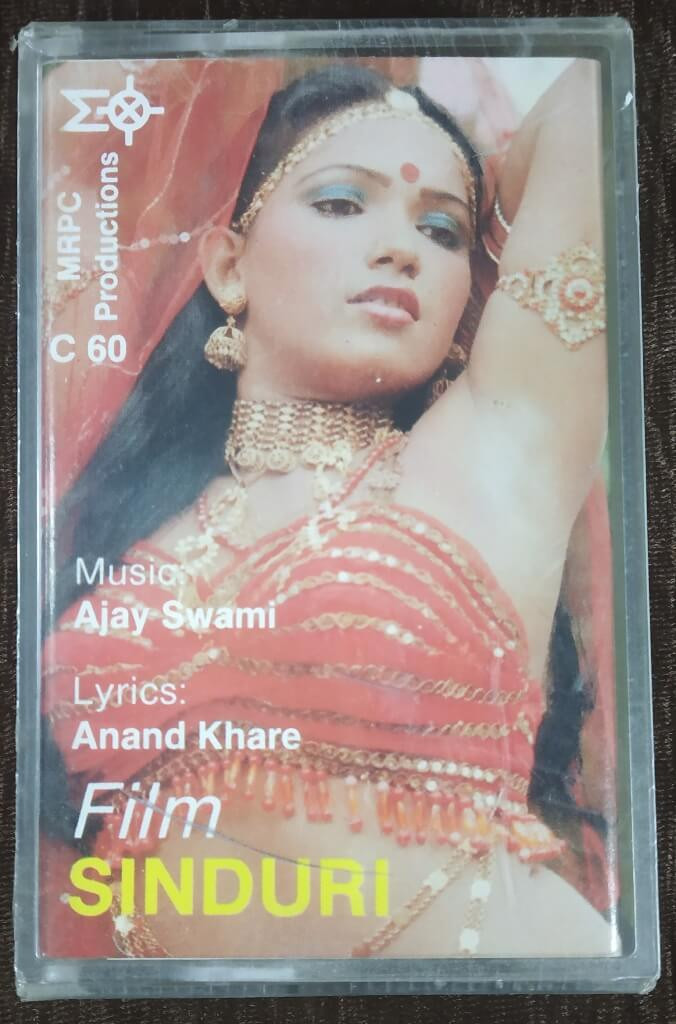 MRPC
Productions
C 60
Music:
Ajay Swami
Lyrics:
Anand Khare
Film
SINDURI